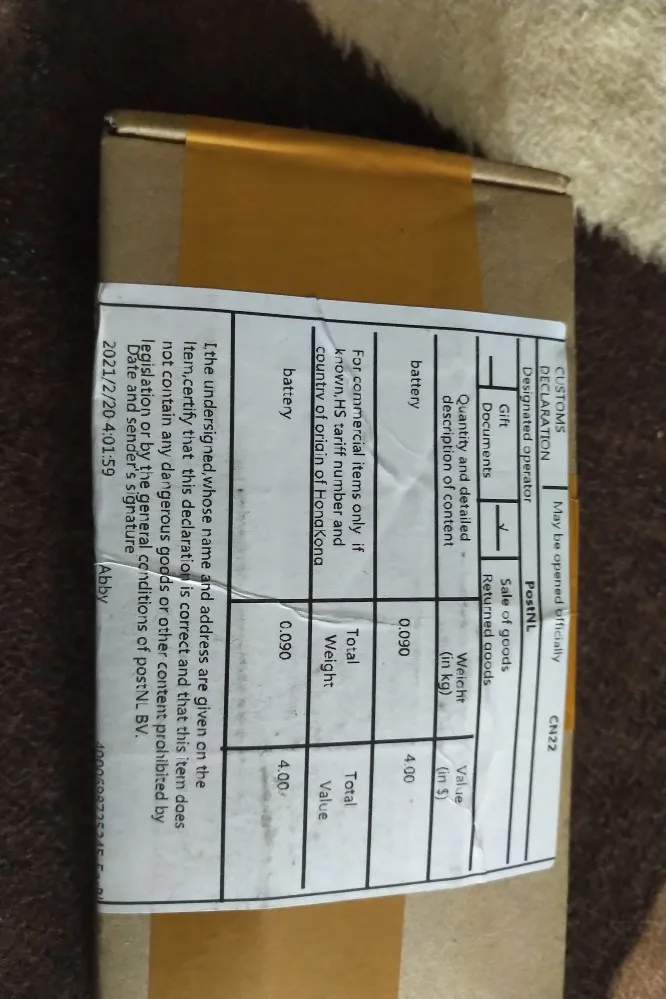 CUSTOMS DECLARATION May be opened officially CN22
Designated operator PostNL
Gift ✓ Sale of goods
Documents Returned goods
Quantity and detailed description of content Weight (in kg) Value (in $)
battery 0.090 4.00
For commercial items only if known,HS tariff number and country of origin of HongKong Total Weight Total Value
battery 0.090 4.00
I,the undersigned,whose name and address are given on the
Item,certify that this declaration is correct and that this item does
not contain any dangerous goods or other content prohibited by
legislation or by the general conditions of postNL BV.
Date and sender's signature
2021/2/20 4:01:59 Abby